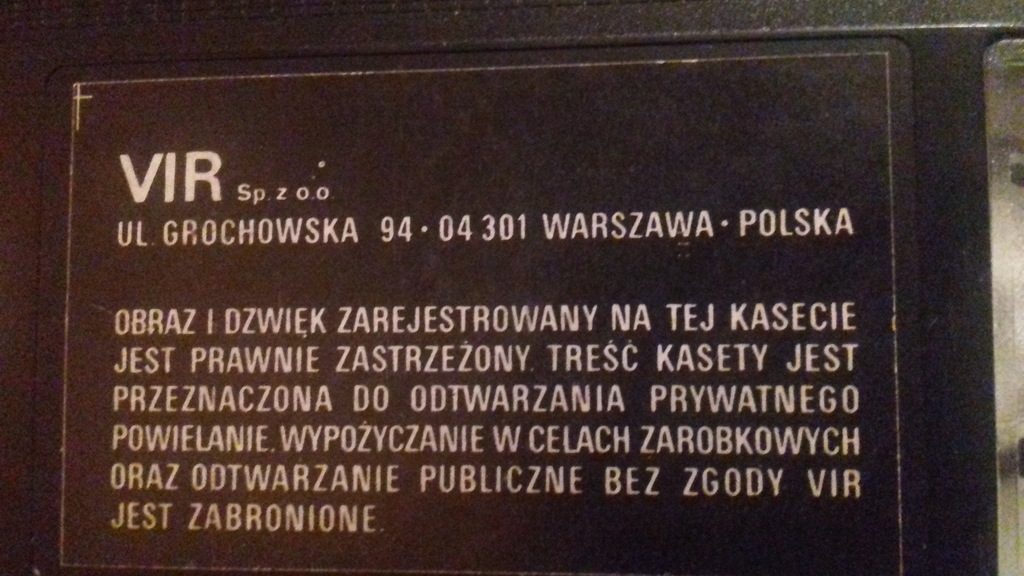 VIR Sp. z o.o.
UL. GROCHOWSKA 94 · 04 301 WARSZAWA · POLSKA
OBRAZ I DZWIĘK ZAREJESTROWANY NA TEJ KASECIE
JEST PRAWNIE ZASTRZEŻONY. TREŚĆ KASETY JEST
PRZEZNACZONA DO ODTWARZANIA PRYWATNEGO
POWIELANIE, WYPOŻYCZANIE W CELACH ZAROBKOWYCH
ORAZ ODTWARZANIE PUBLICZNE BEZ ZGODY VIR
JEST ZABRONIONE.